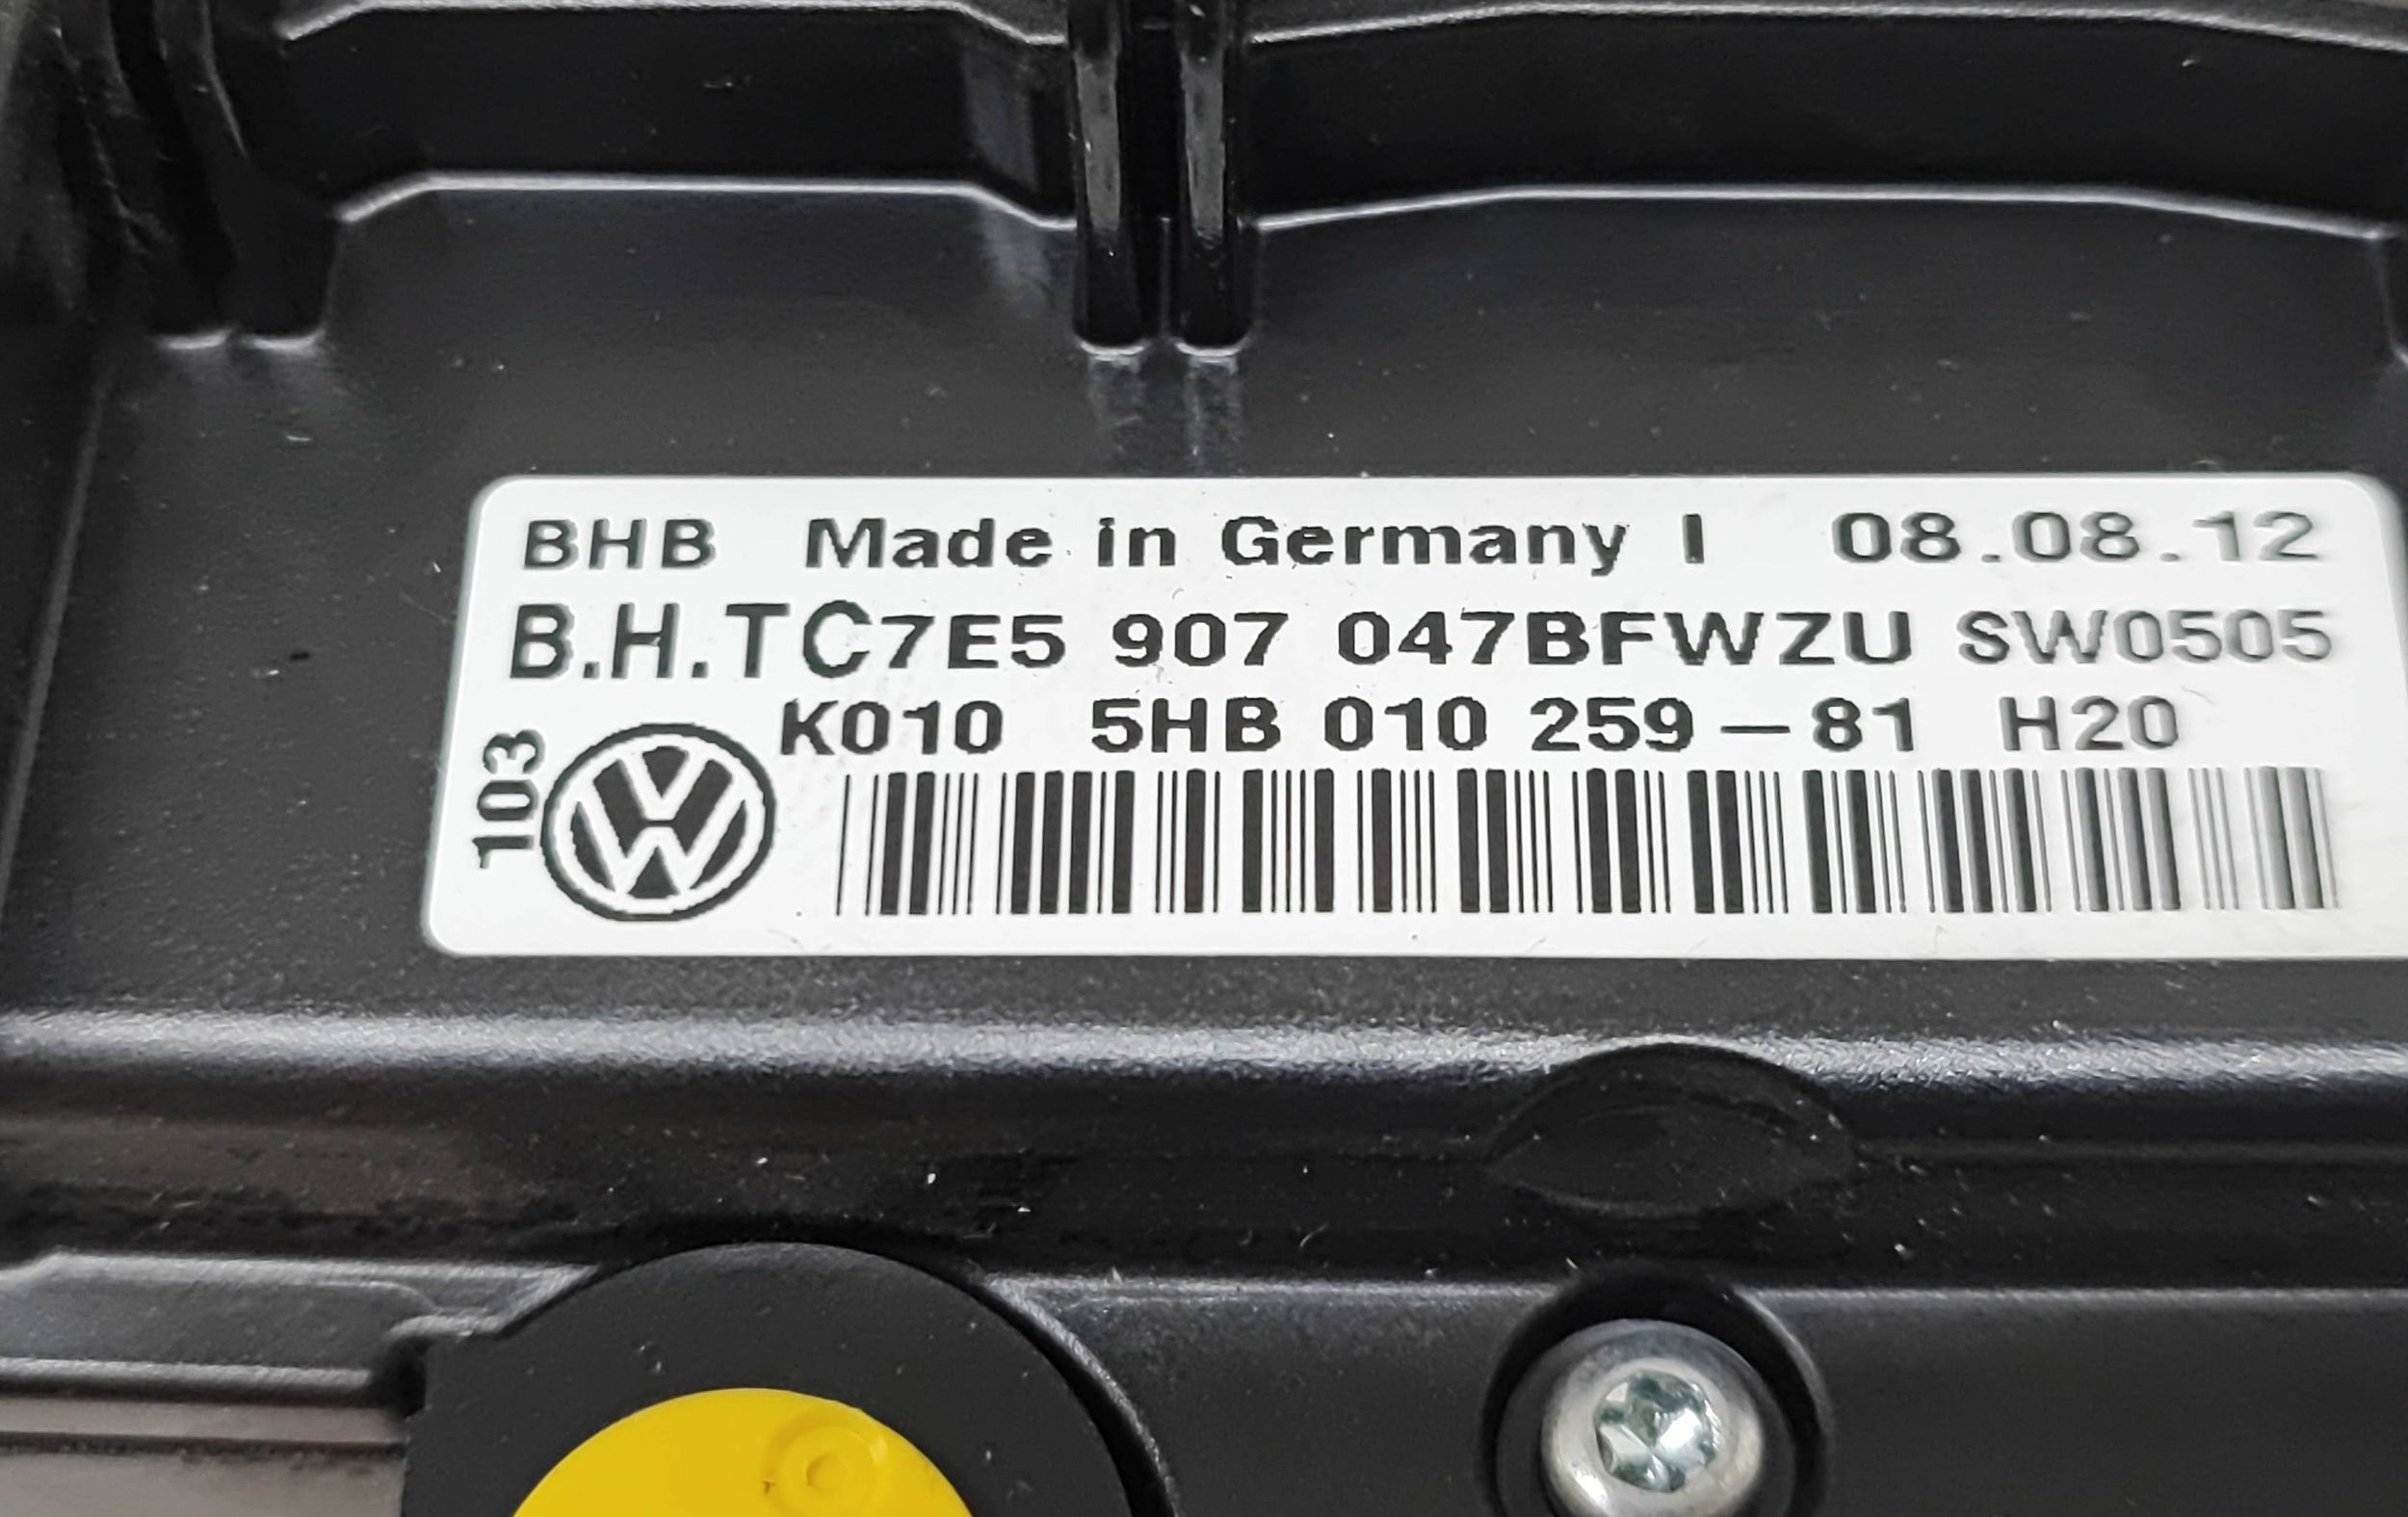 BHB Made in Germany I 08.08.12
B.H.TC7E5 907 047BFWZU SW0505
K010 5HB 010 259-81 H20
103